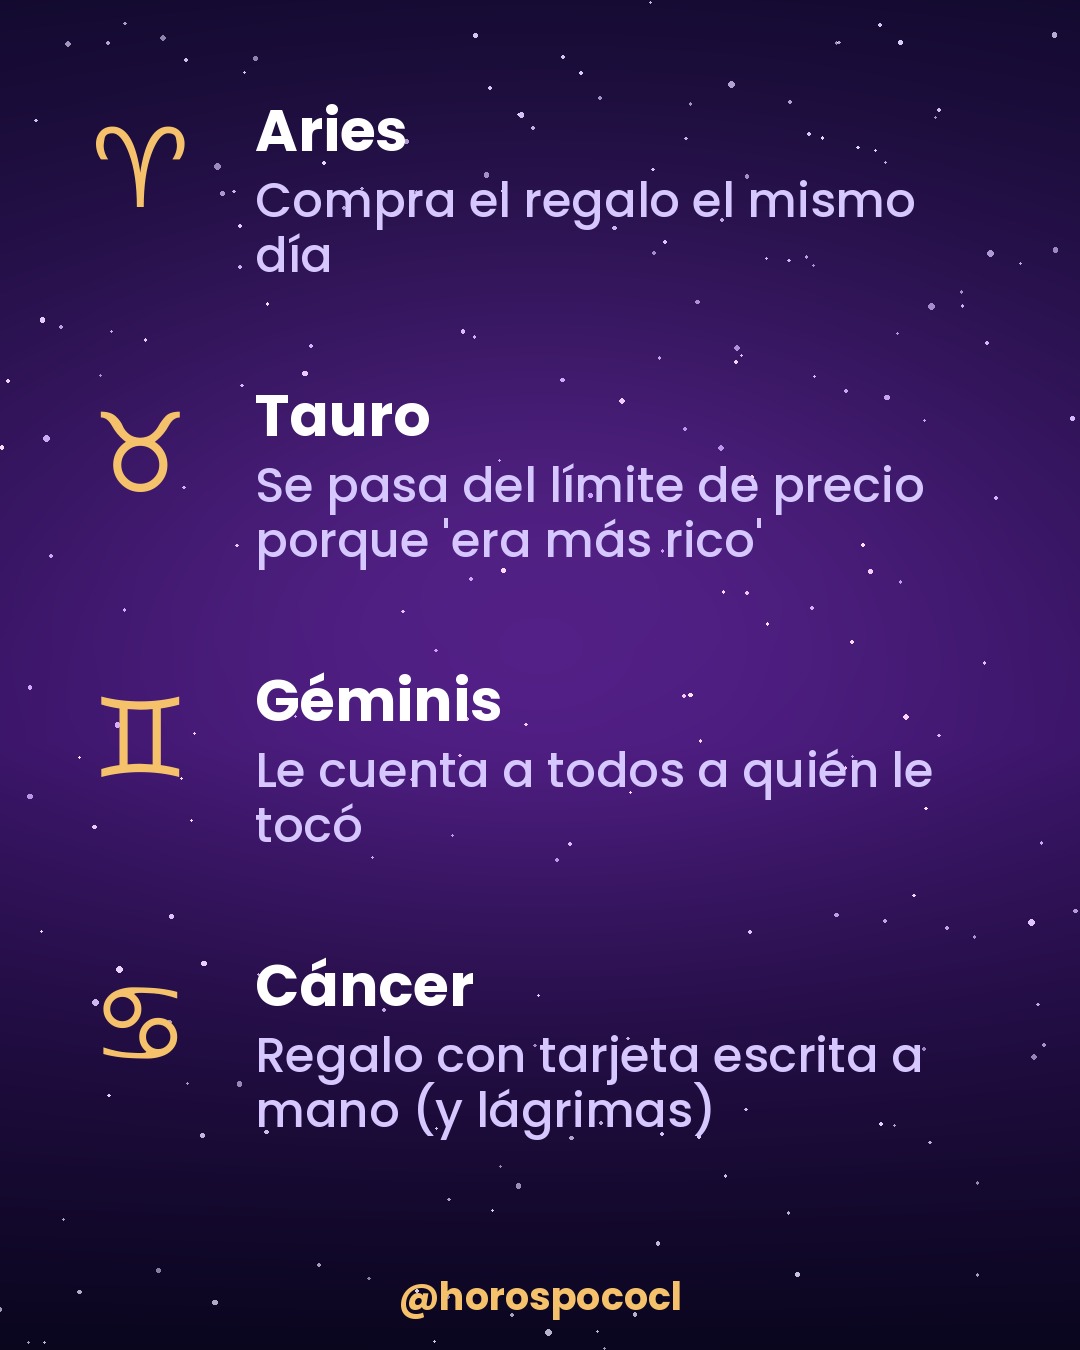 Aries
Compra el regalo el mismo
día
Tauro
Se pasa del límite de precio
porque 'era más rico'
Géminis
Le cuenta a todos a quién le
tocó
Cáncer
Regalo con tarjeta escrita a
mano (y lágrimas)
@horospococl